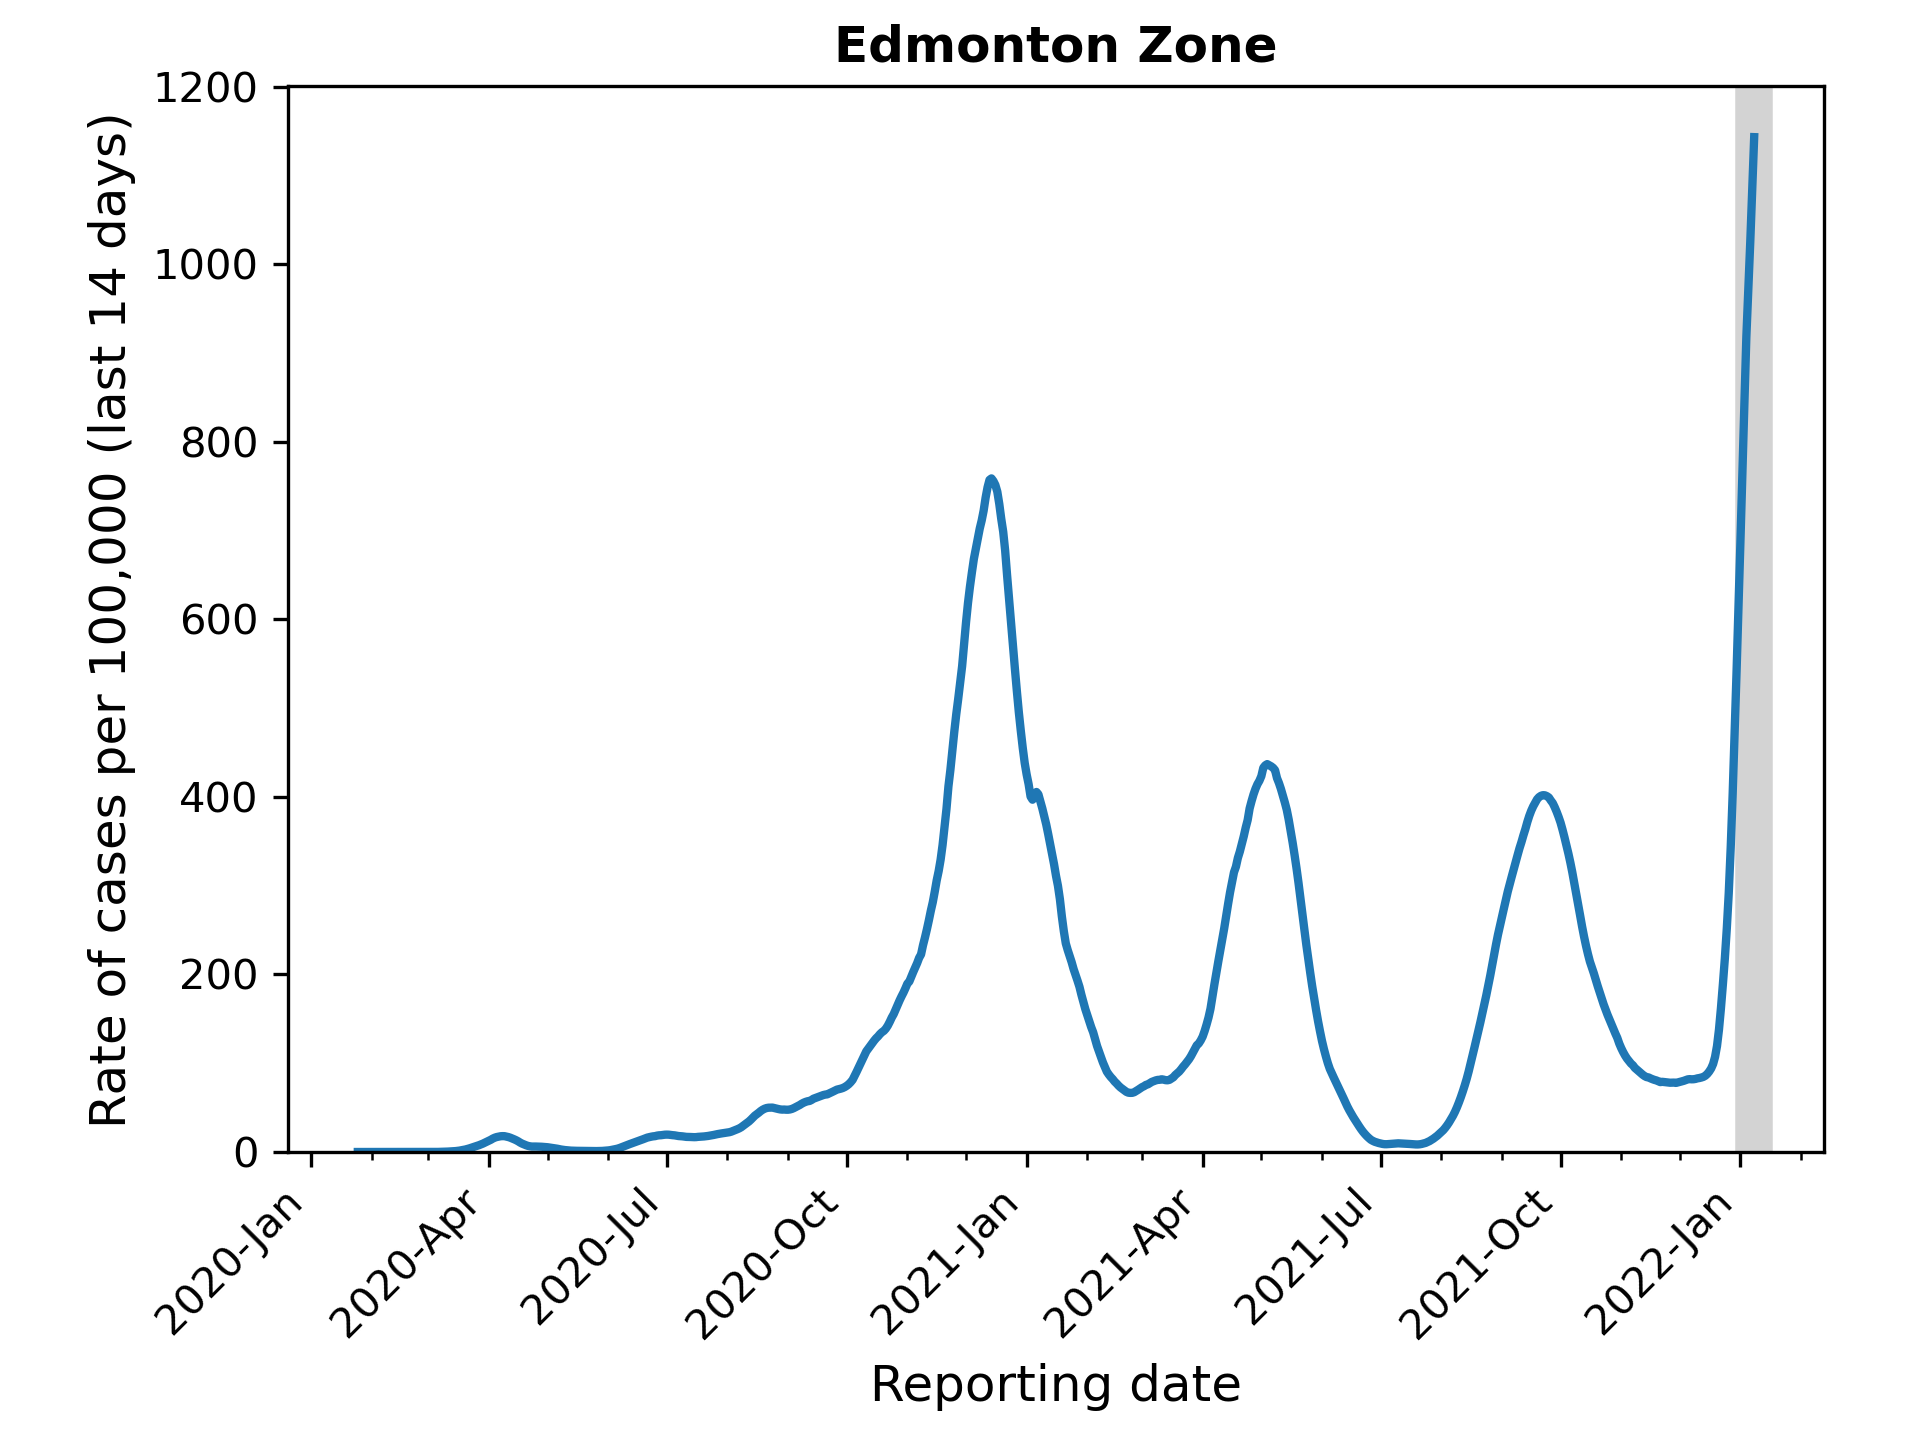 Edmonton Zone
Rate of cases per 100,000 (last 14 days)
1200
1000
800
600
400
200
0
2020-Jan
2020-Apr
2020-Jul
2020-Oct
2021-Jan
2021-Apr
2021-Jul
2021-Oct
2022-Jan
Reporting date